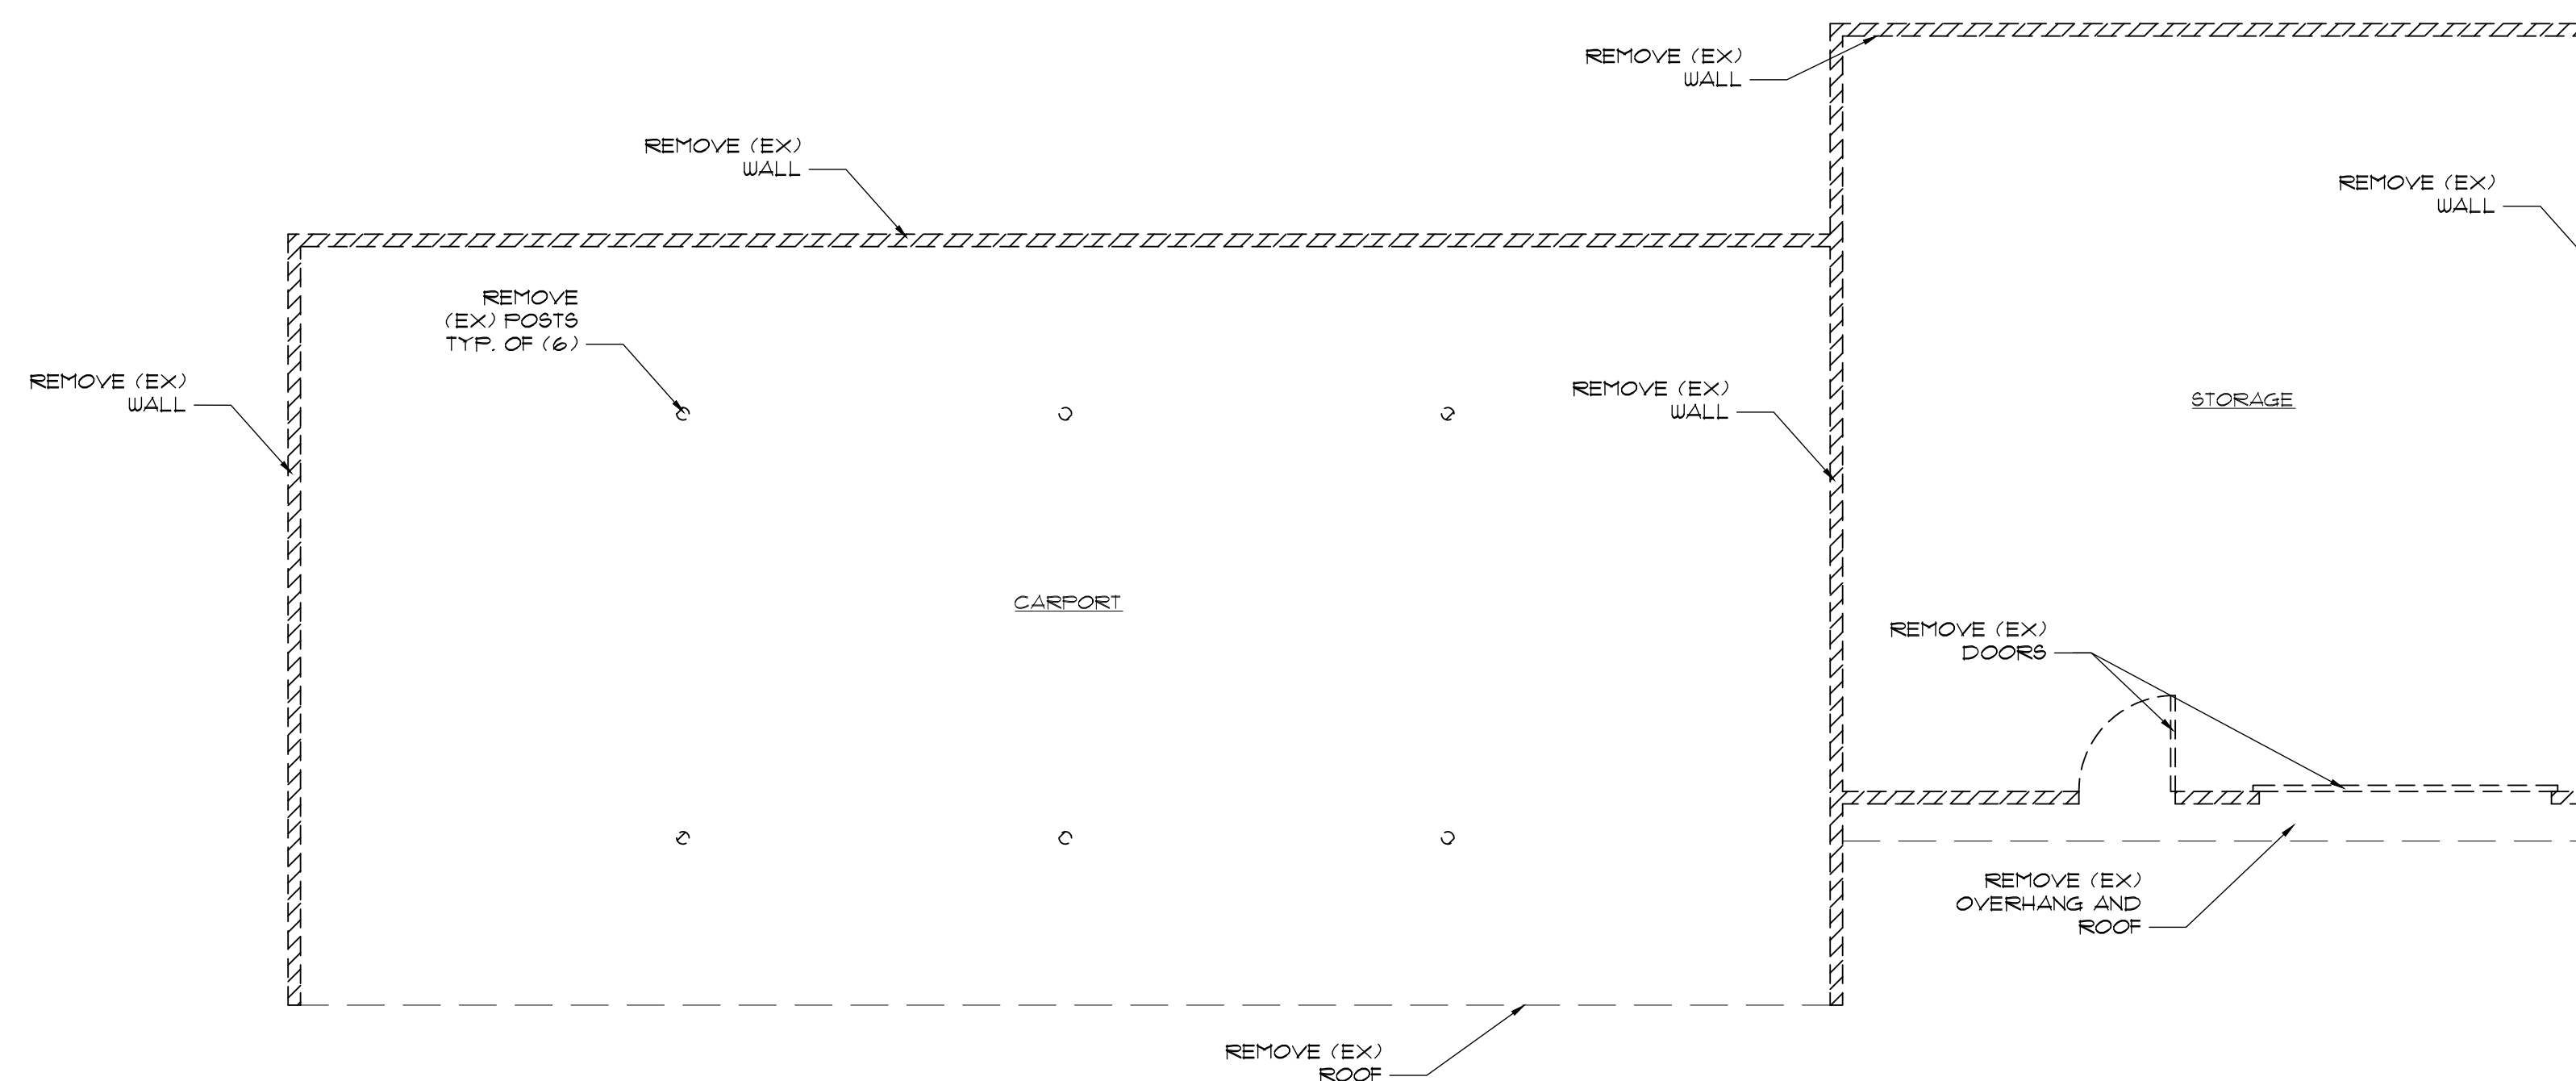 REMOVE (EX)
WALL
REMOVE (EX)
WALL
REMOVE (EX)
WALL
REMOVE
(EX) POSTS
TYP. OF (6)
REMOVE (EX)
WALL
REMOVE (EX)
WALL
STORAGE
CARPORT
REMOVE (EX)
DOORS
REMOVE (EX)
OVERHANG AND
ROOF
REMOVE (EX)
ROOF